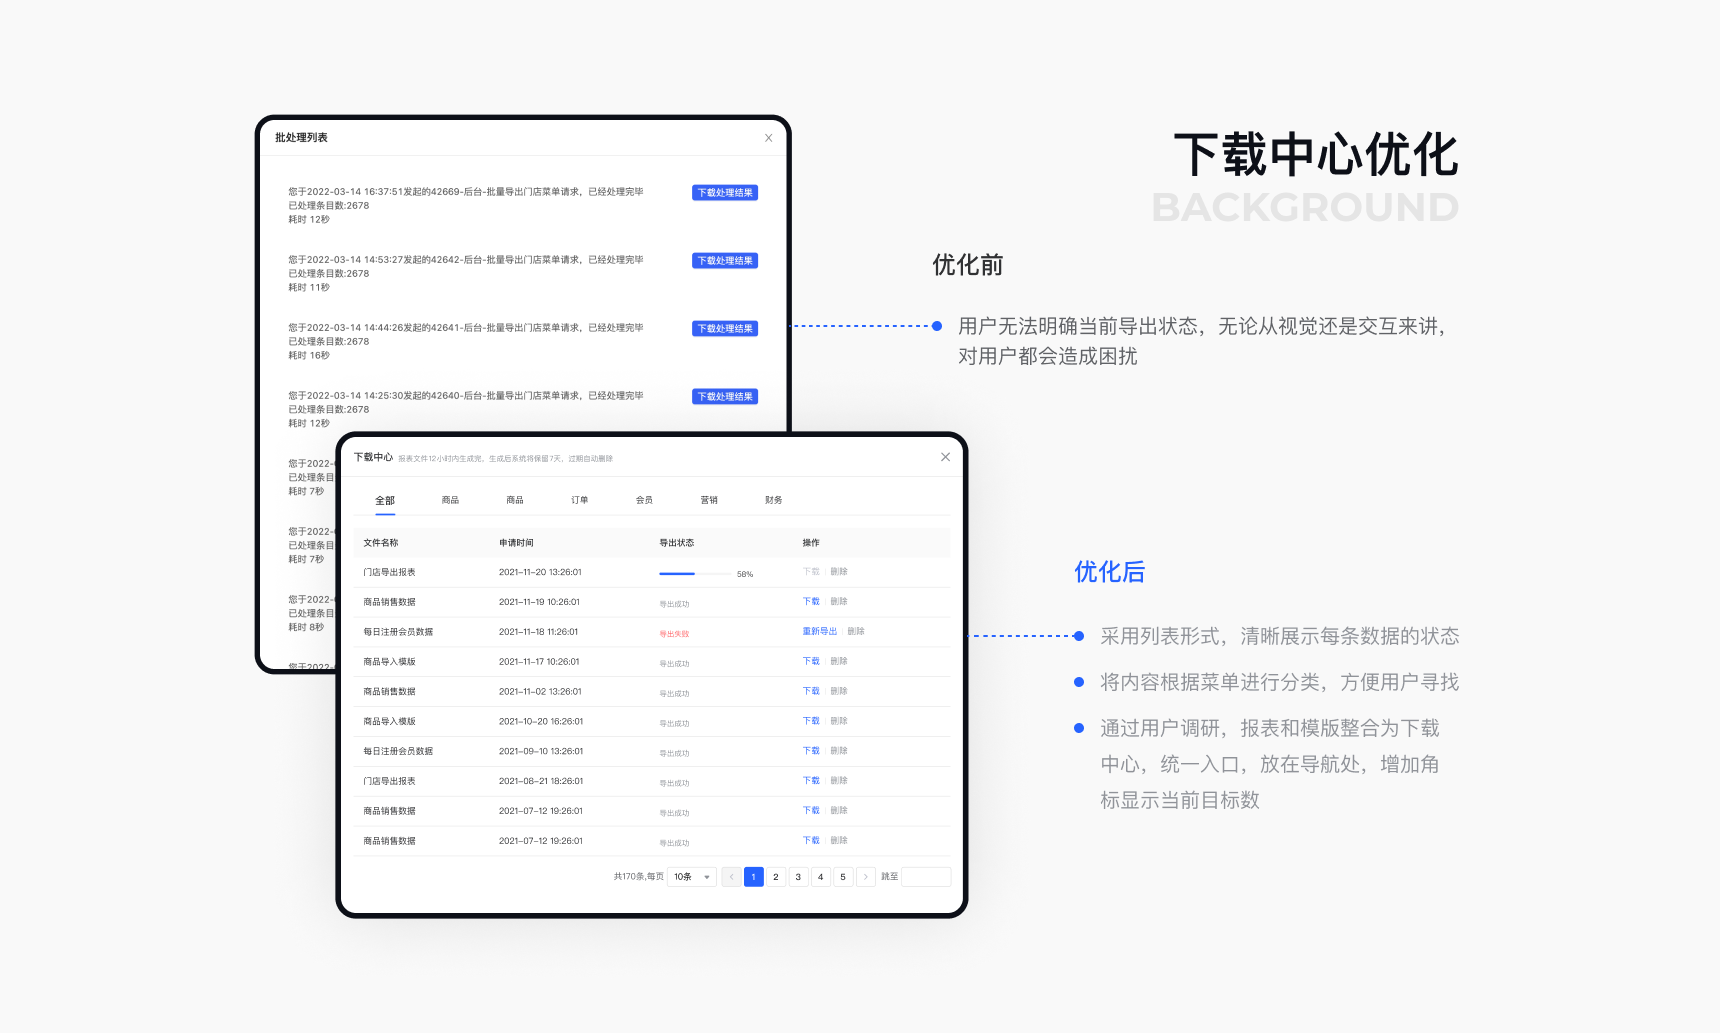 下载中心优化
BACKGROUND
批处理列表
您于2022-03-14 16:37:51发起的42669-后台-批量导出门店菜单请求，已经处理完毕
下载处理结果
已处理条目数:2678
耗时 12秒
您于2022-03-14 14:53:27发起的42642-后台-批量导出门店菜单请求，已经处理完毕
下载处理结果
已处理条目数:2678
耗时 11秒
您于2022-03-14 14:44:26发起的42641-后台-批量导出门店菜单请求，已经处理完毕
下载处理结果
已处理条目数:2678
耗时 16秒
您于2022-03-14 14:25:30发起的42640-后台-批量导出门店菜单请求，已经处理完毕
下载处理结果
已处理条目数:2678
耗时 12秒
您于2022-
已处理条目
耗时 7秒
您于2022-
已处理条目
耗时 7秒
您于2022-
已处理条目
耗时 8秒
您于2022-
优化前
用户无法明确当前导出状态，无论从视觉还是交互来讲，
对用户都会造成困扰
下载中心 报表文件12小时内生成完，生成后系统将保留7天，过期自动删除
全部 商品 商品 订单 会员 营销 财务
文件名称 申请时间 导出状态 操作
门店导出报表 2021-11-20 13:26:01 58% 下载 删除
商品销售数据 2021-11-19 10:26:01 导出成功 下载 删除
每日注册会员数据 2021-11-18 11:26:01 导出失败 重新导出 删除
商品导入模版 2021-11-17 10:26:01 导出成功 下载 删除
商品销售数据 2021-11-02 13:26:01 导出成功 下载 删除
商品导入模版 2021-10-20 16:26:01 导出成功 下载 删除
每日注册会员数据 2021-09-10 13:26:01 导出成功 下载 删除
门店导出报表 2021-08-21 18:26:01 导出成功 下载 删除
商品销售数据 2021-07-12 19:26:01 导出成功 下载 删除
商品销售数据 2021-07-12 19:26:01 导出成功 下载 删除
共170条,每页 10条 1 2 3 4 5 跳至
优化后
采用列表形式，清晰展示每条数据的状态
将内容根据菜单进行分类，方便用户寻找
通过用户调研，报表和模版整合为下载
中心，统一入口，放在导航处，增加角
标显示当前目标数